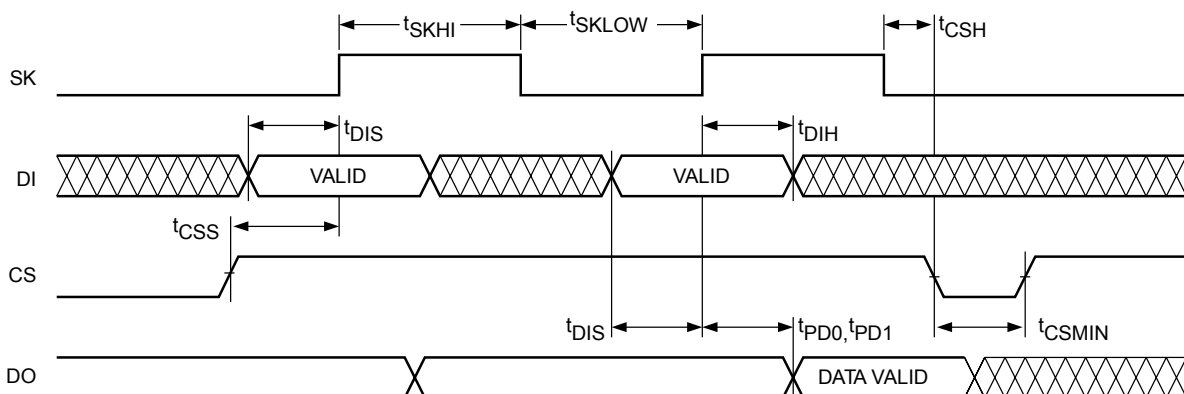 tSKHI
tSKLOW
tCSH
SK
tDIS
tDIH
DI
VALID
VALID
tCSS
CS
tDIS
tPD0,tPD1
tCSMIN
DO
DATA VALID